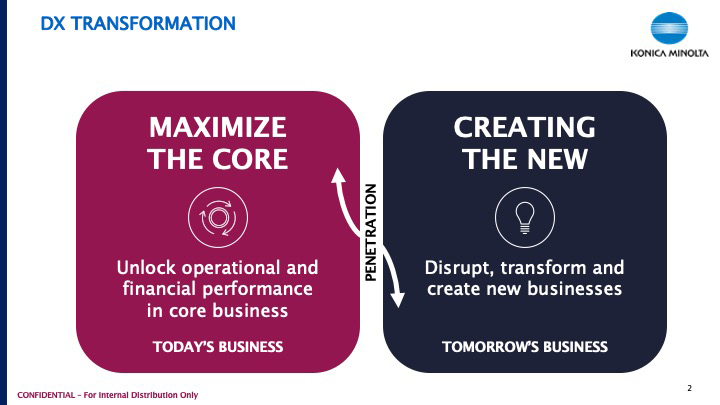 DX TRANSFORMATION
KONICA MINOLTA
MAXIMIZE
THE CORE
Unlock operational and
financial performance
in core business
TODAY'S BUSINESS
PENETRATION
CREATING
THE NEW
Disrupt, transform and
create new businesses
TOMORROW'S BUSINESS
CONFIDENTIAL – For Internal Distribution Only
2